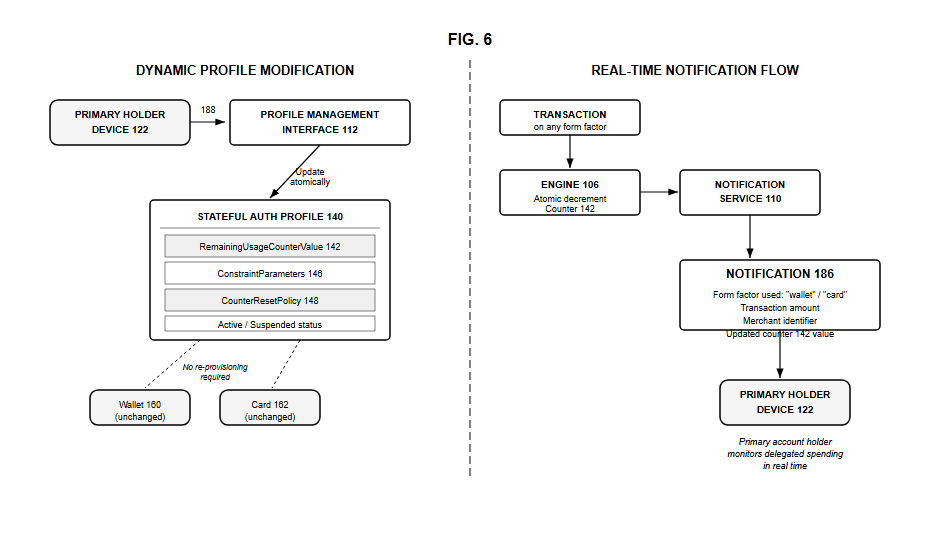 FIG. 6
DYNAMIC PROFILE MODIFICATION
PRIMARY HOLDER
DEVICE 122
188
PROFILE MANAGEMENT
INTERFACE 112
Update
atomically
STATEFUL AUTH PROFILE 140
RemainingUsageCounterValue 142
ConstraintParameters 146
CounterResetPolicy 148
Active / Suspended status
No re-provisioning
required
Wallet 160
(unchanged)
Card 162
(unchanged)
REAL-TIME NOTIFICATION FLOW
TRANSACTION
on any form factor
ENGINE 106
Atomic decrement
Counter 142
NOTIFICATION
SERVICE 110
NOTIFICATION 186
Form factor used: "wallet" / "card"
Transaction amount
Merchant identifier
Updated counter 142 value
PRIMARY HOLDER
DEVICE 122
Primary account holder
monitors delegated spending
in real time